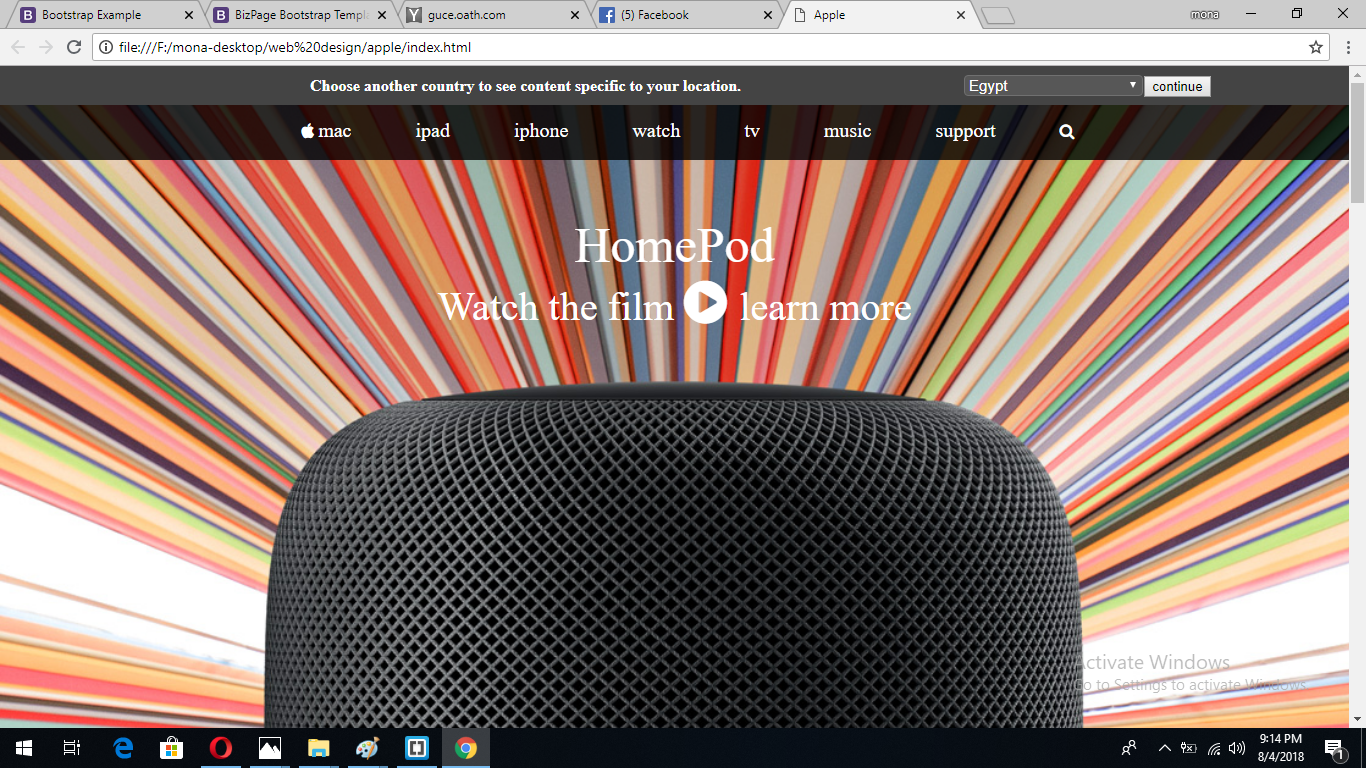 Bootstrap Example
BizPage Bootstrap Templa
guce.oath.com
(5) Facebook
Apple
mona
file:///F:/mona-desktop/web%20design/apple/index.html
Choose another country to see content specific to your location.
Egypt
continue
mac ipad iphone watch tv music support
HomePod
Watch the film learn more
Activate Windows
Go to Settings to activate Windows.
9:14 PM
8/4/2018
1